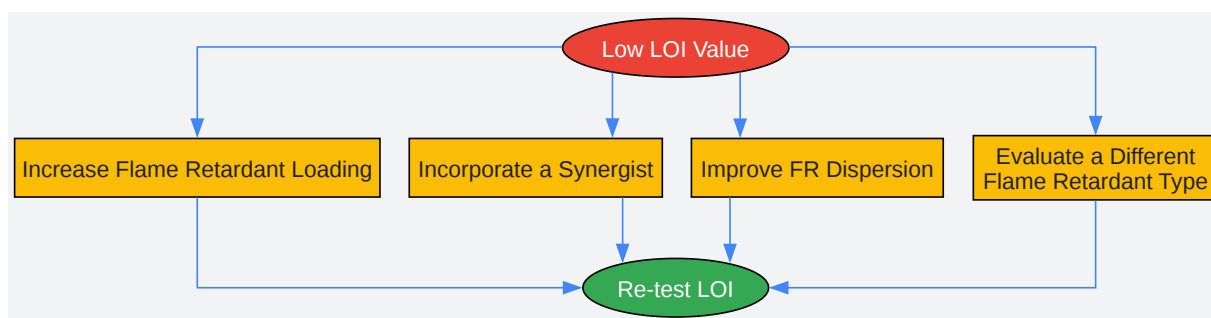 Low LOI Value
Increase Flame Retardant Loading
Incorporate a Synergist
Improve FR Dispersion
Evaluate a Different
Flame Retardant Type
Re-test LOI